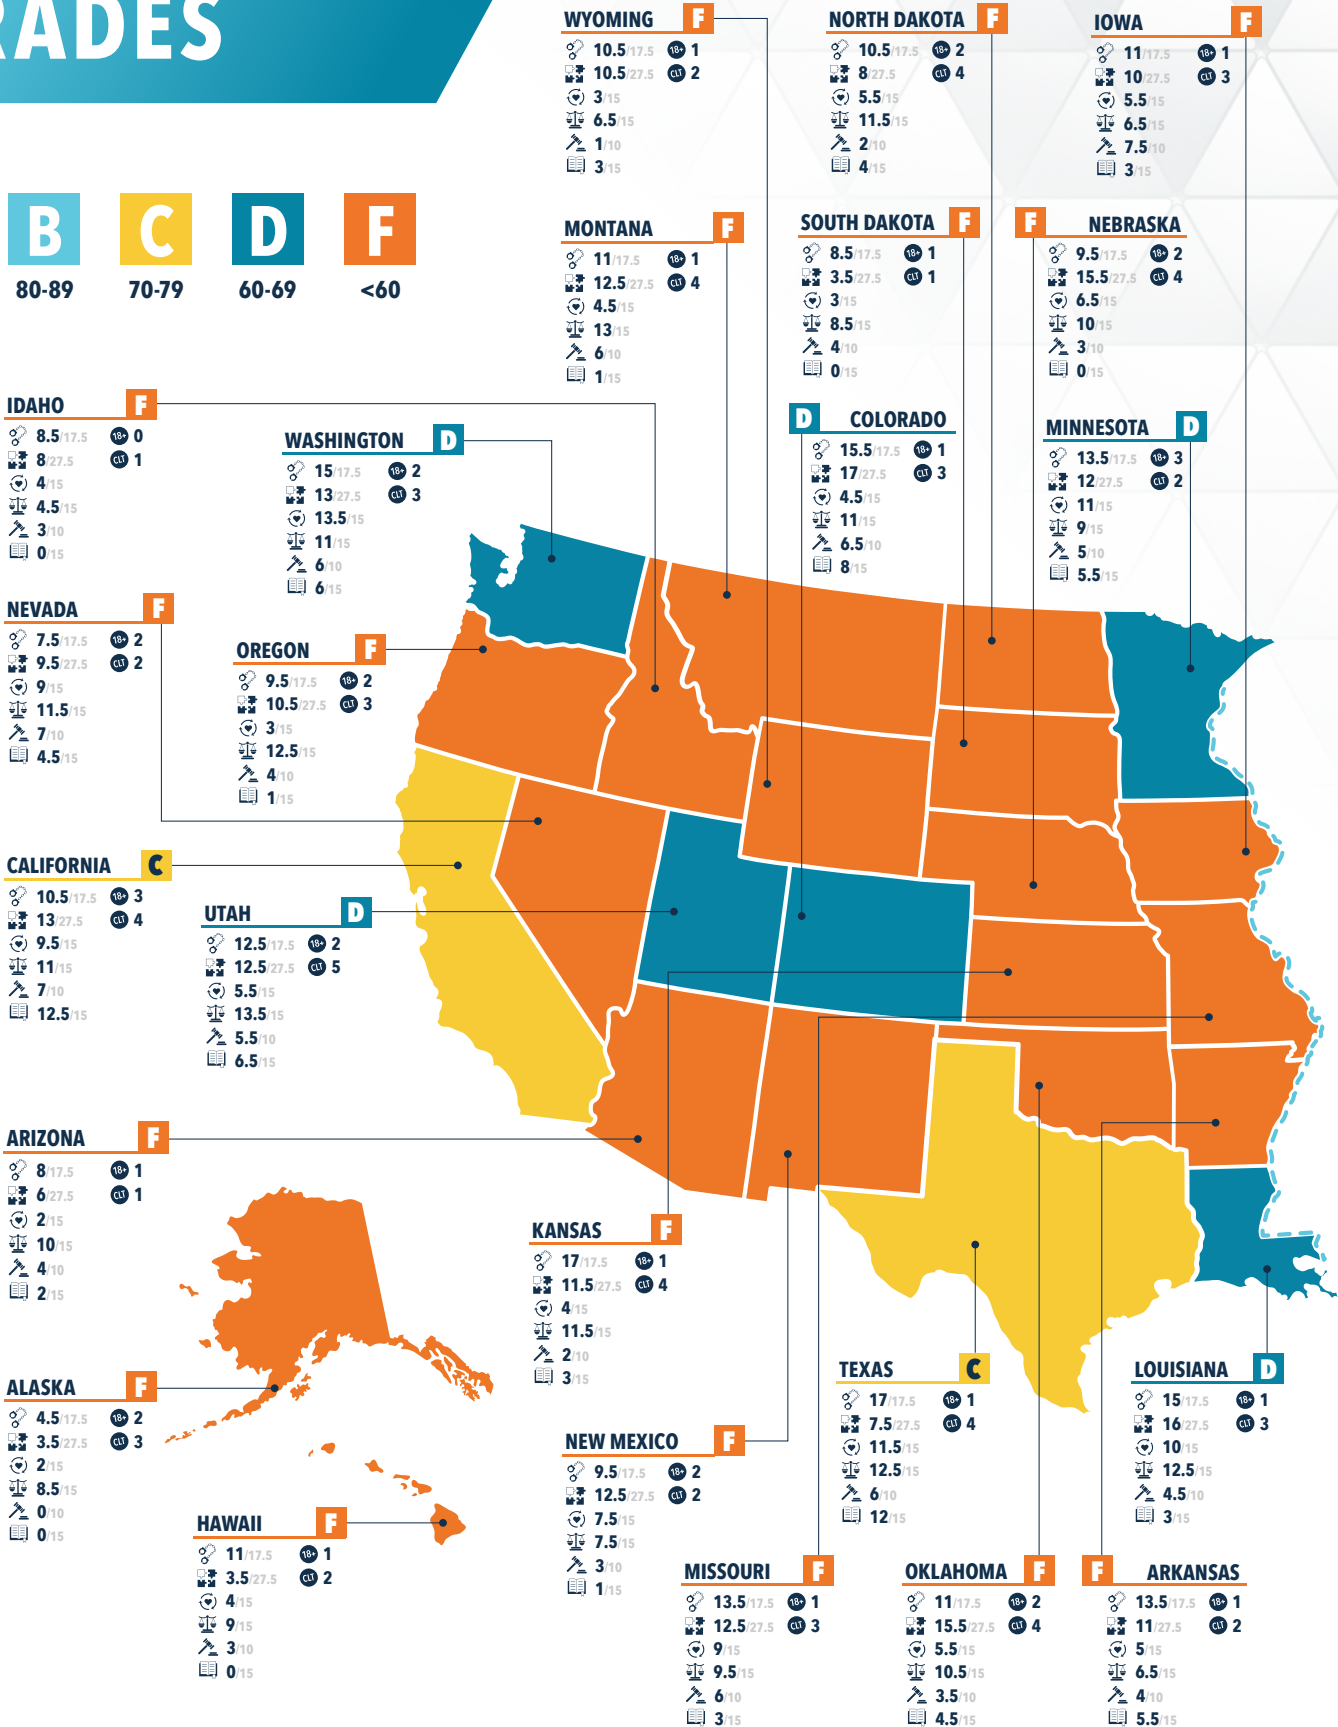 RADES
B
C
D
F
80-89
70-79
60-69
<60
WYOMING F
10.5/17.5 18+ 1
10.5/27.5 CLT 2
3/15
6.5/15
1/10
3/15
NORTH DAKOTA F
10.5/17.5 18+ 2
8/27.5 CLT 4
5.5/15
11.5/15
2/10
4/15
IOWA F
11/17.5 18+ 1
10/27.5 CLT 3
5.5/15
6.5/15
7.5/10
3/15
MONTANA F
11/17.5 18+ 1
12.5/27.5 CLT 4
4.5/15
13/15
6/10
1/15
SOUTH DAKOTA F
8.5/17.5 18+ 1
3.5/27.5 CLT 1
3/15
8.5/15
4/10
0/15
F NEBRASKA
9.5/17.5 18+ 2
15.5/27.5 CLT 4
6.5/15
10/15
3/10
0/15
IDAHO F
8.5/17.5 18+ 0
8/27.5 CLT 1
4/15
4.5/15
3/10
0/15
WASHINGTON D
15/17.5 18+ 2
13/27.5 CLT 3
13.5/15
11/15
6/10
6/15
D COLORADO
15.5/17.5 18+ 1
17/27.5 CLT 3
4.5/15
11/15
6.5/10
8/15
MINNESOTA D
13.5/17.5 18+ 3
12/27.5 CLT 2
11/15
9/15
5/10
5.5/15
NEVADA F
7.5/17.5 18+ 2
9.5/27.5 CLT 2
9/15
11.5/15
7/10
4.5/15
OREGON F
9.5/17.5 18+ 2
10.5/27.5 CLT 3
3/15
12.5/15
4/10
1/15
CALIFORNIA C
10.5/17.5 18+ 3
13/27.5 CLT 4
9.5/15
11/15
7/10
12.5/15
UTAH D
12.5/17.5 18+ 2
12.5/27.5 CLT 5
5.5/15
13.5/15
5.5/10
6.5/15
ARIZONA F
8/17.5 18+ 1
6/27.5 CLT 1
2/15
10/15
4/10
2/15
KANSAS F
17/17.5 18+ 1
11.5/27.5 CLT 4
4/15
11.5/15
2/10
3/15
ALASKA F
4.5/17.5 18+ 2
3.5/27.5 CLT 3
2/15
8.5/15
0/10
0/15
TEXAS C
17/17.5 18+ 1
7.5/27.5 CLT 4
11.5/15
12.5/15
6/10
12/15
LOUISIANA D
15/17.5 18+ 1
16/27.5 CLT 3
10/15
12.5/15
4.5/10
3/15
NEW MEXICO F
9.5/17.5 18+ 2
12.5/27.5 CLT 2
7.5/15
7.5/15
3/10
1/15
HAWAII F
11/17.5 18+ 1
3.5/27.5 CLT 2
4/15
9/15
3/10
0/15
MISSOURI F
13.5/17.5 18+ 1
12.5/27.5 CLT 3
9/15
9.5/15
6/10
3/15
OKLAHOMA F
11/17.5 18+ 2
15.5/27.5 CLT 4
5.5/15
10.5/15
3.5/10
4.5/15
F ARKANSAS
13.5/17.5 18+ 1
11/27.5 CLT 2
5/15
6.5/15
4/10
5.5/15